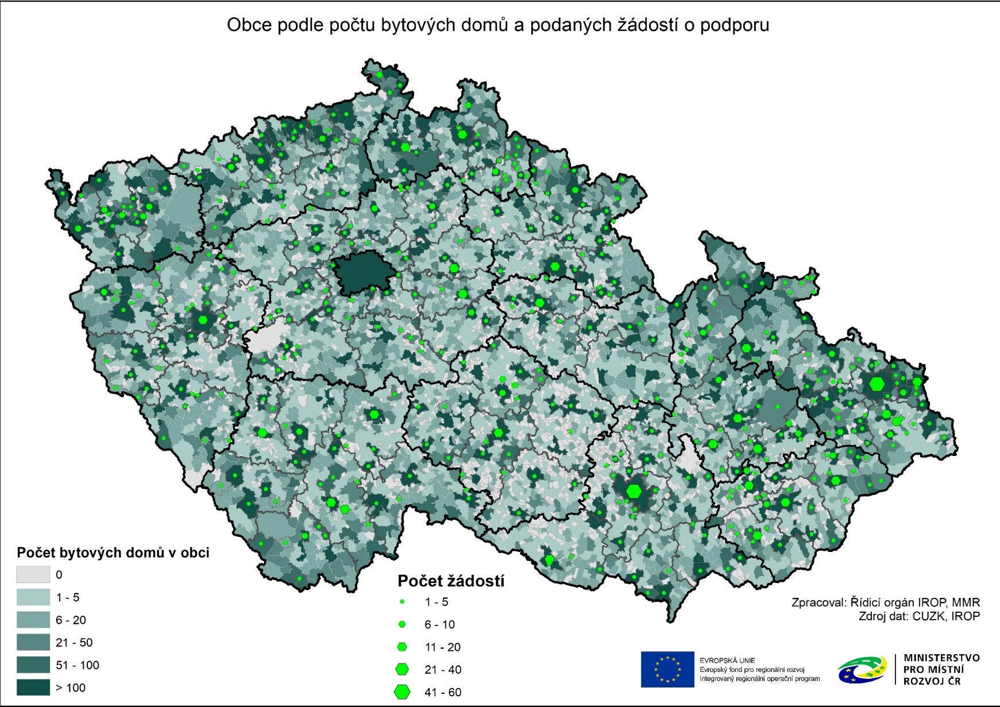 Obce podle počtu bytových domů a podaných žádostí o podporu
Počet bytových domů v obci
0
1 - 5
6 - 20
21 - 50
51 - 100
> 100
Počet žádostí
1 - 5
6 - 10
11 - 20
21 - 40
41 - 60
Zpracoval: Řídicí orgán IROP, MMR
Zdroj dat: CUZK, IROP
EVROPSKÁ UNIE
Evropský fond pro regionální rozvoj
Integrovaný regionální operační program
MINISTERSTVO
PRO MÍSTNÍ
ROZVOJ ČR